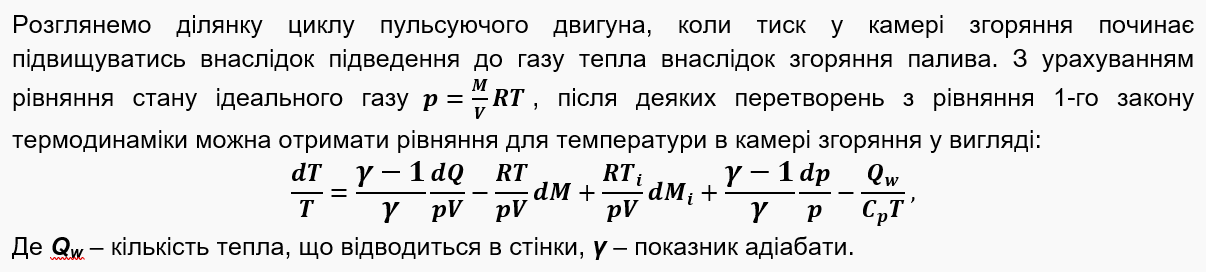 Розглянемо ділянку циклу пульсуючого двигуна, коли тиск у камері згоряння починає
підвищуватись внаслідок підведення до газу тепла внаслідок згоряння палива. З урахуванням
рівняння стану ідеального газу p = M/V RT , після деяких перетворень з рівняння 1-го закону
термодинаміки можна отримати рівняння для температури в камері згоряння у вигляді:
dT/T = (γ − 1)/γ dQ/pV − RT/pV dM + RTᵢ/pV dMᵢ + (γ − 1)/γ dp/p − Q_w/(C_pT) ,
Де Q_w – кількість тепла, що відводиться в стінки, γ – показник адіабати.